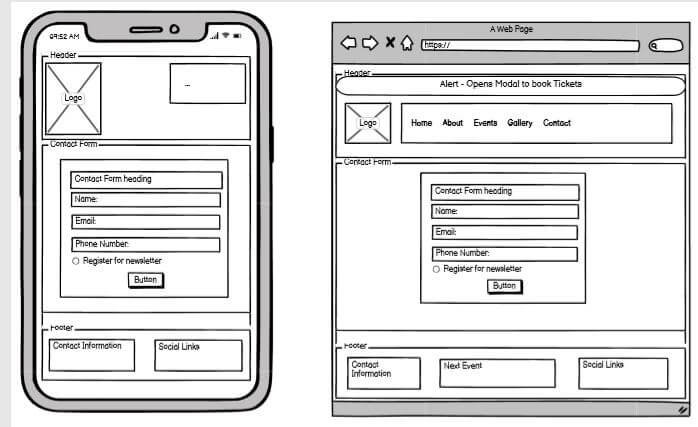 09:52 AM
Header
Logo
...
Contact Form
Contact Form heading
Name:
Email:
Phone Number:
Register for newsletter
Button
Footer
Contact Information
Social Links
A Web Page
https://
Header
Alert - Opens Modal to book Tickets
Logo
Home About Events Gallery Contact
Contact Form
Contact Form heading
Name:
Email:
Phone Number:
Register for newsletter
Button
Footer
Contact
Information
Next Event
Social Links